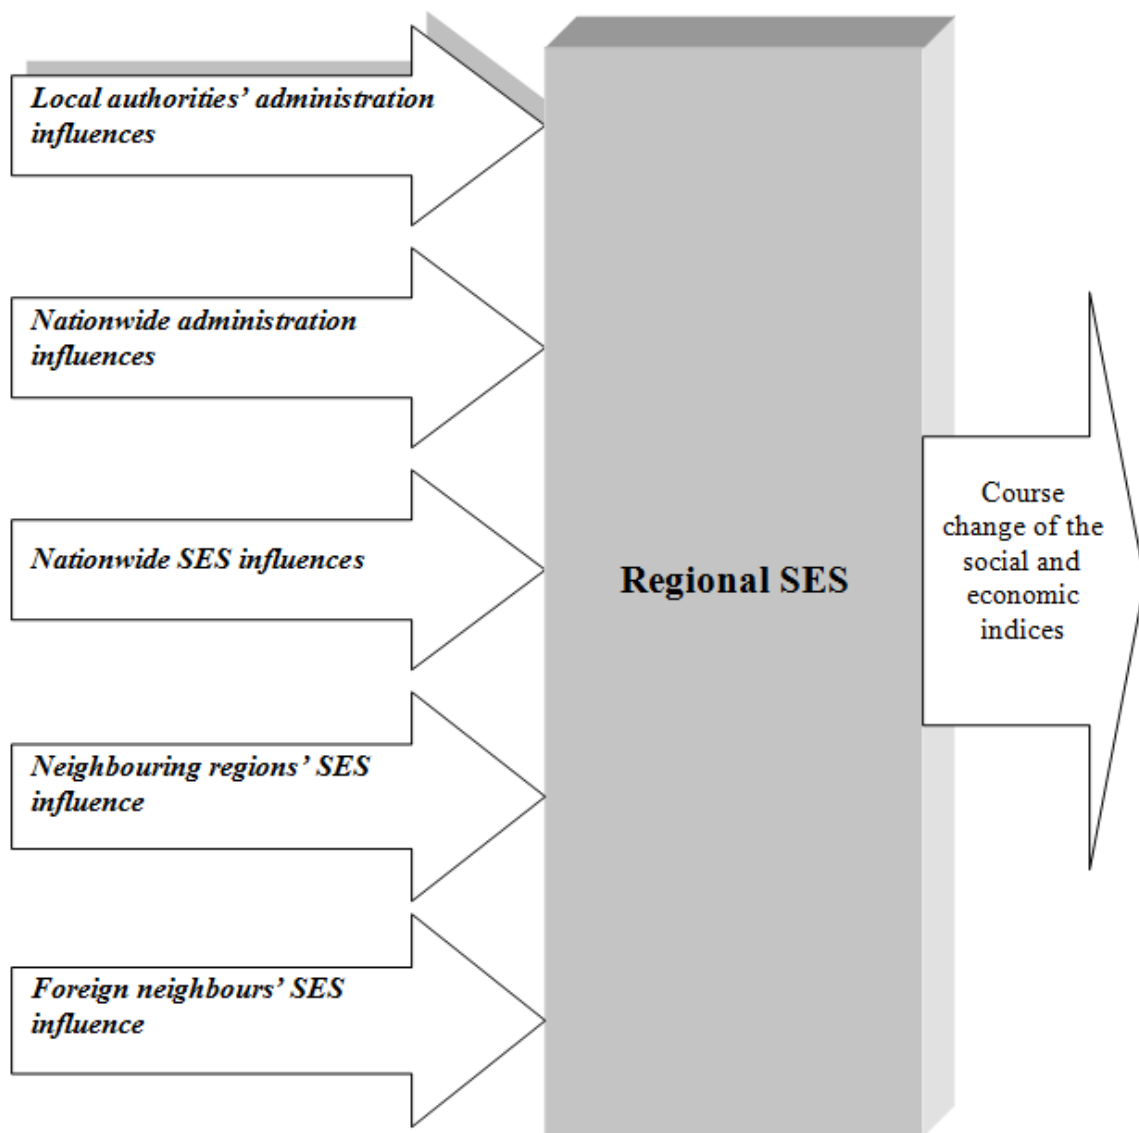 Local authorities’ administration
influences
Nationwide administration
influences
Nationwide SES influences
Neighbouring regions’ SES
influence
Foreign neighbours’ SES
influence
Regional SES
Course
change of the
social and
economic
indices